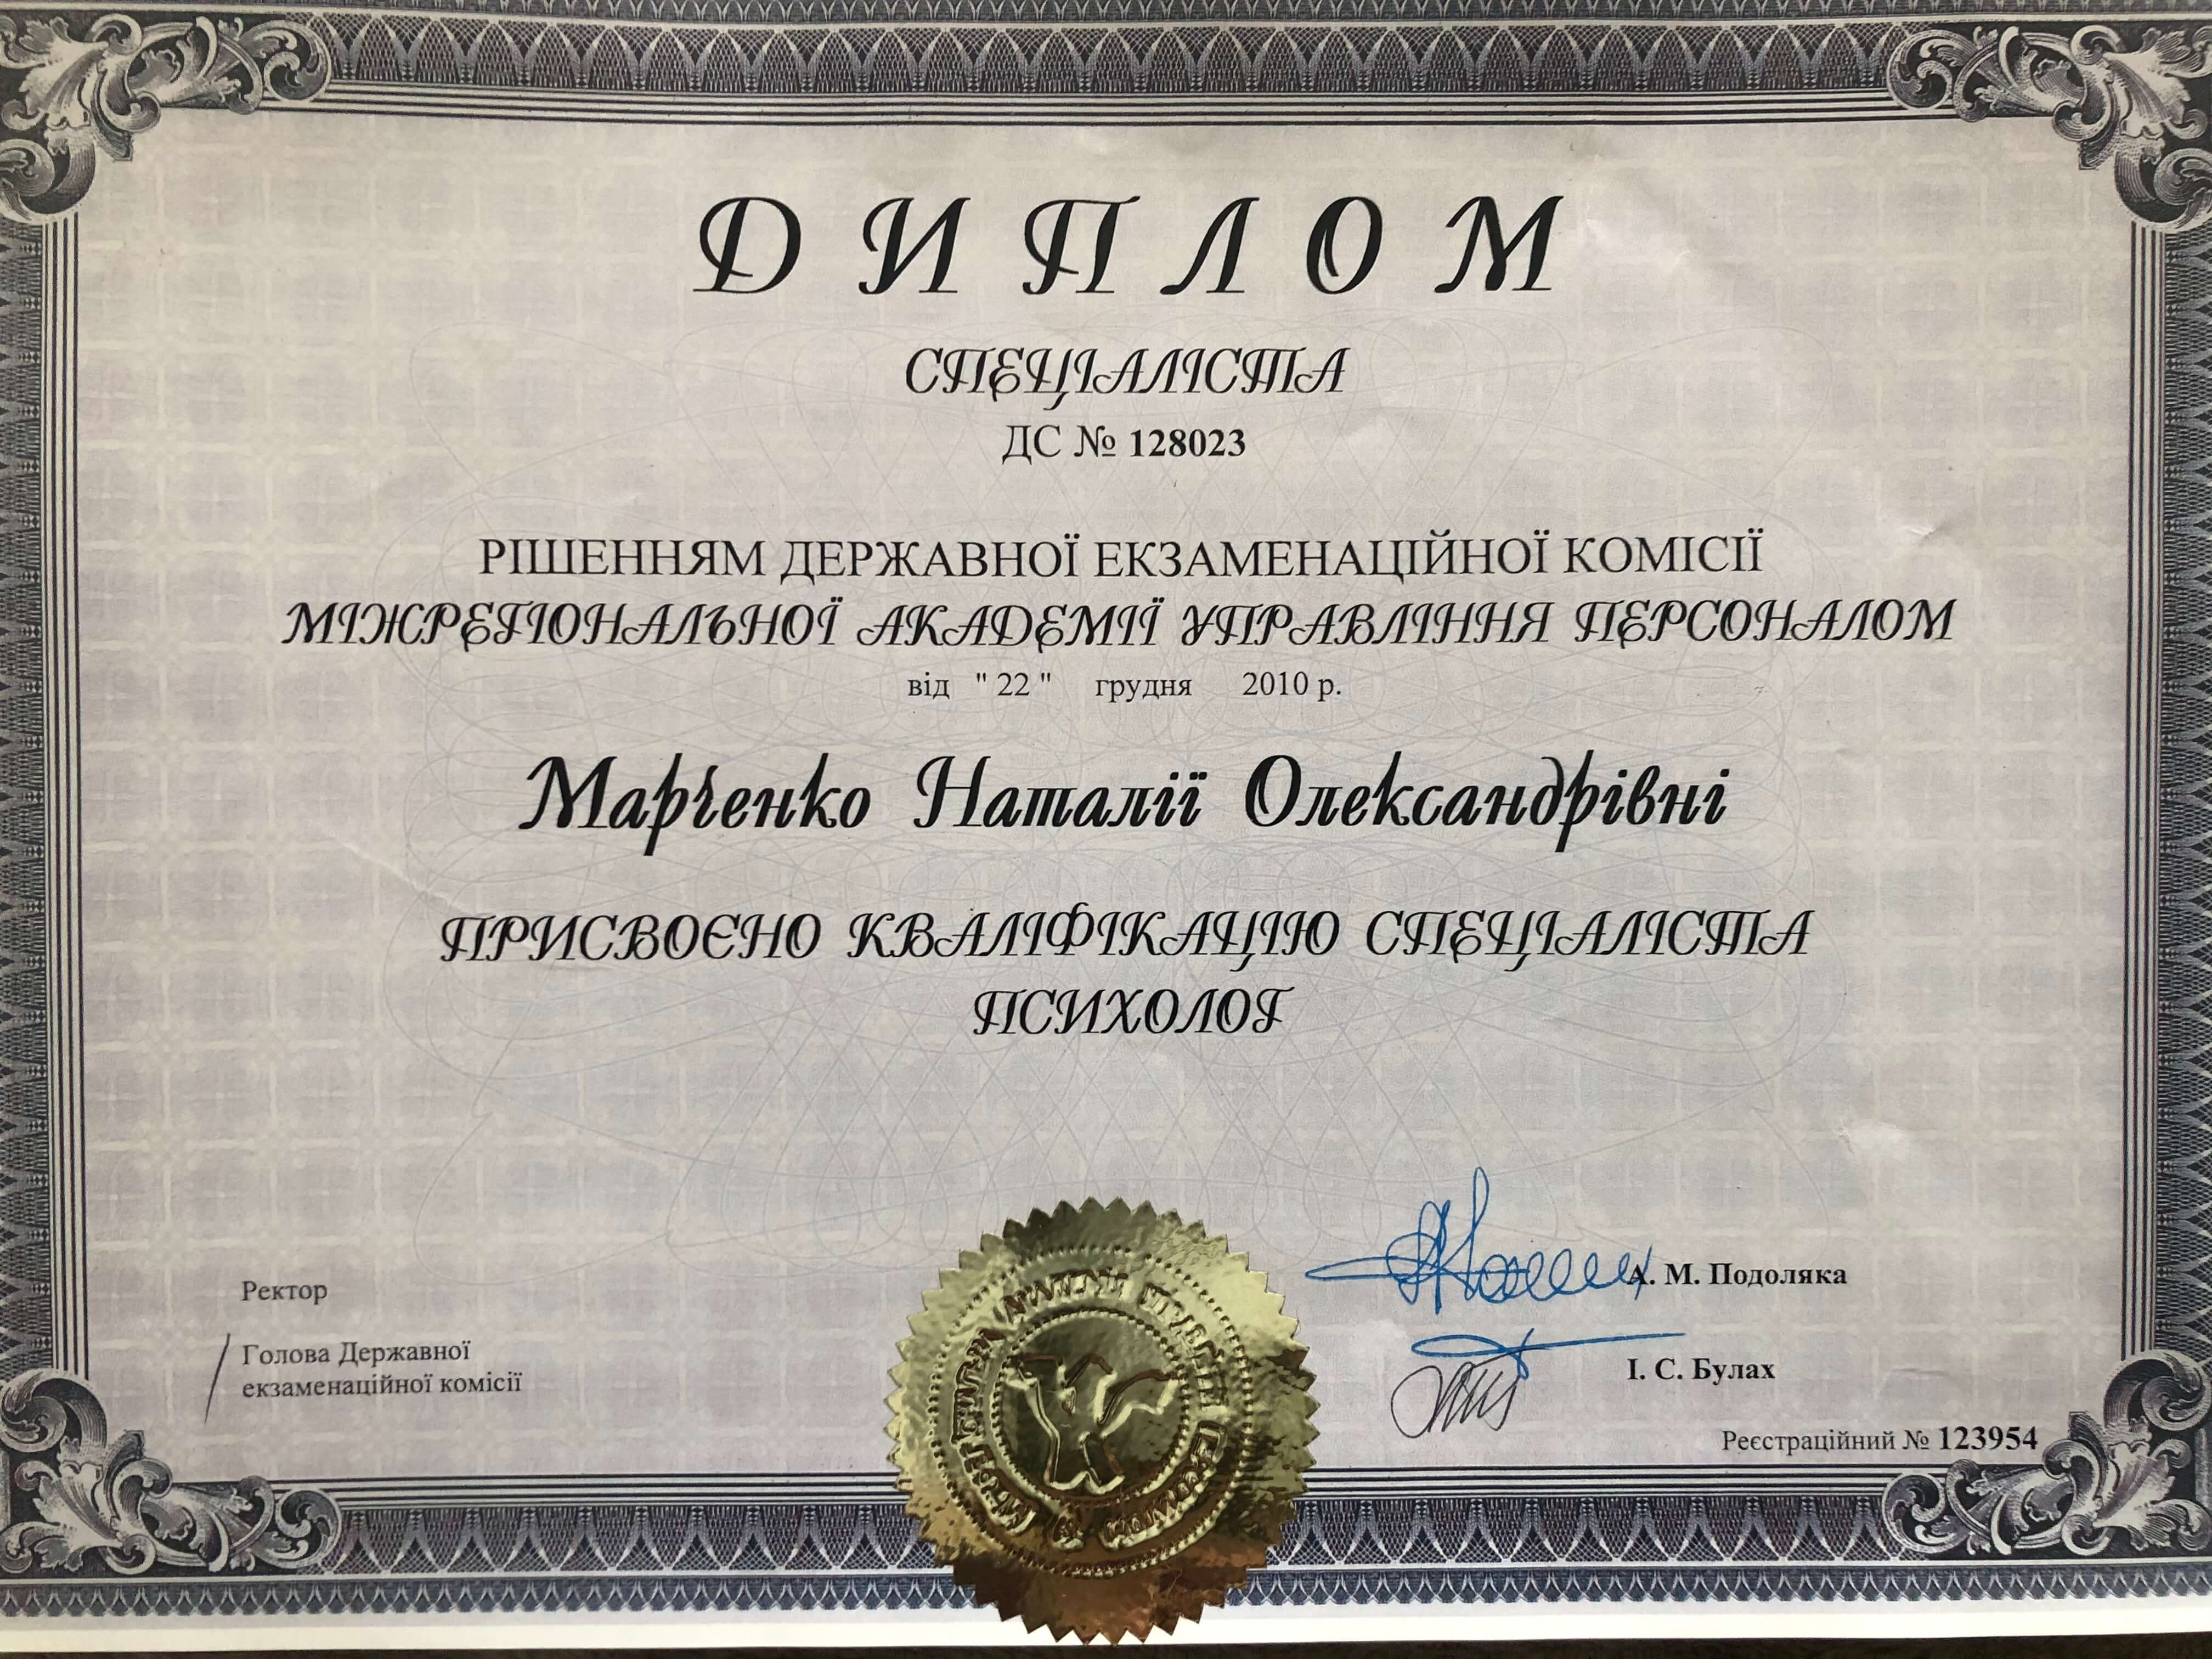 ДИПЛОМ
СПЕЦІАЛІСТА
ДС № 128023
РІШЕННЯМ ДЕРЖАВНОЇ ЕКЗАМЕНАЦІЙНОЇ КОМІСІЇ
МІЖРЕГІОНАЛЬНОЇ АКАДЕМІЇ УПРАВЛІННЯ ПЕРСОНАЛОМ
від " 22 " грудня 2010 р.
Марченко Наталії Олександрівні
ПРИСВОЄНО КВАЛІФІКАЦІЮ СПЕЦІАЛІСТА
ПСИХОЛОГ
Ректор
А. М. Подоляка
Голова Державної
екзаменаційної комісії
І. С. Булах
Реєстраційний № 123954